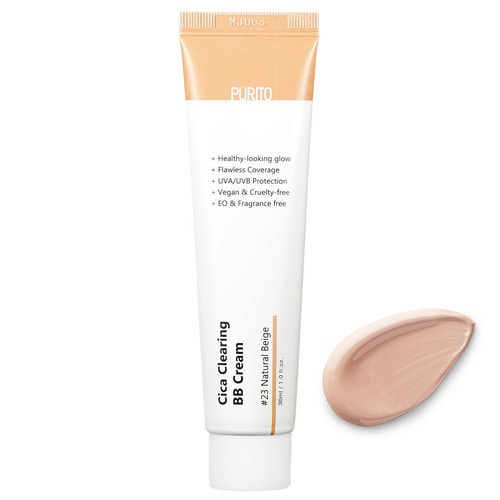 MJ003
PURITO
+ Healthy-looking glow
+ Flawless Coverage
+ UVA/UVB Protection
+ Vegan & Cruelty-free
+ EO & Fragrance free
Cica Clearing
BB Cream
#23 Natural Beige
30ml / 1.0 fl.oz.